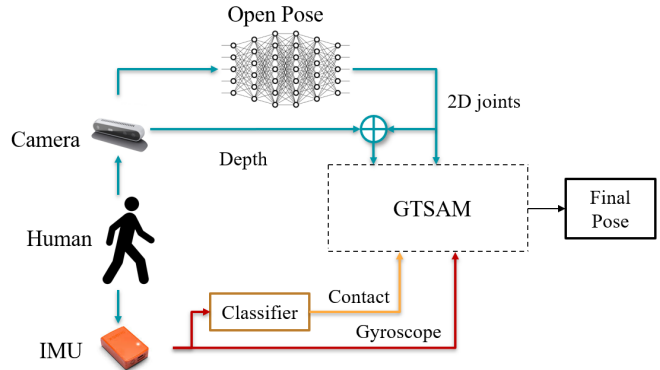 Open Pose
2D joints
Camera
Depth
GTSAM
Final
Pose
Human
Contact
Classifier
Gyroscope
IMU